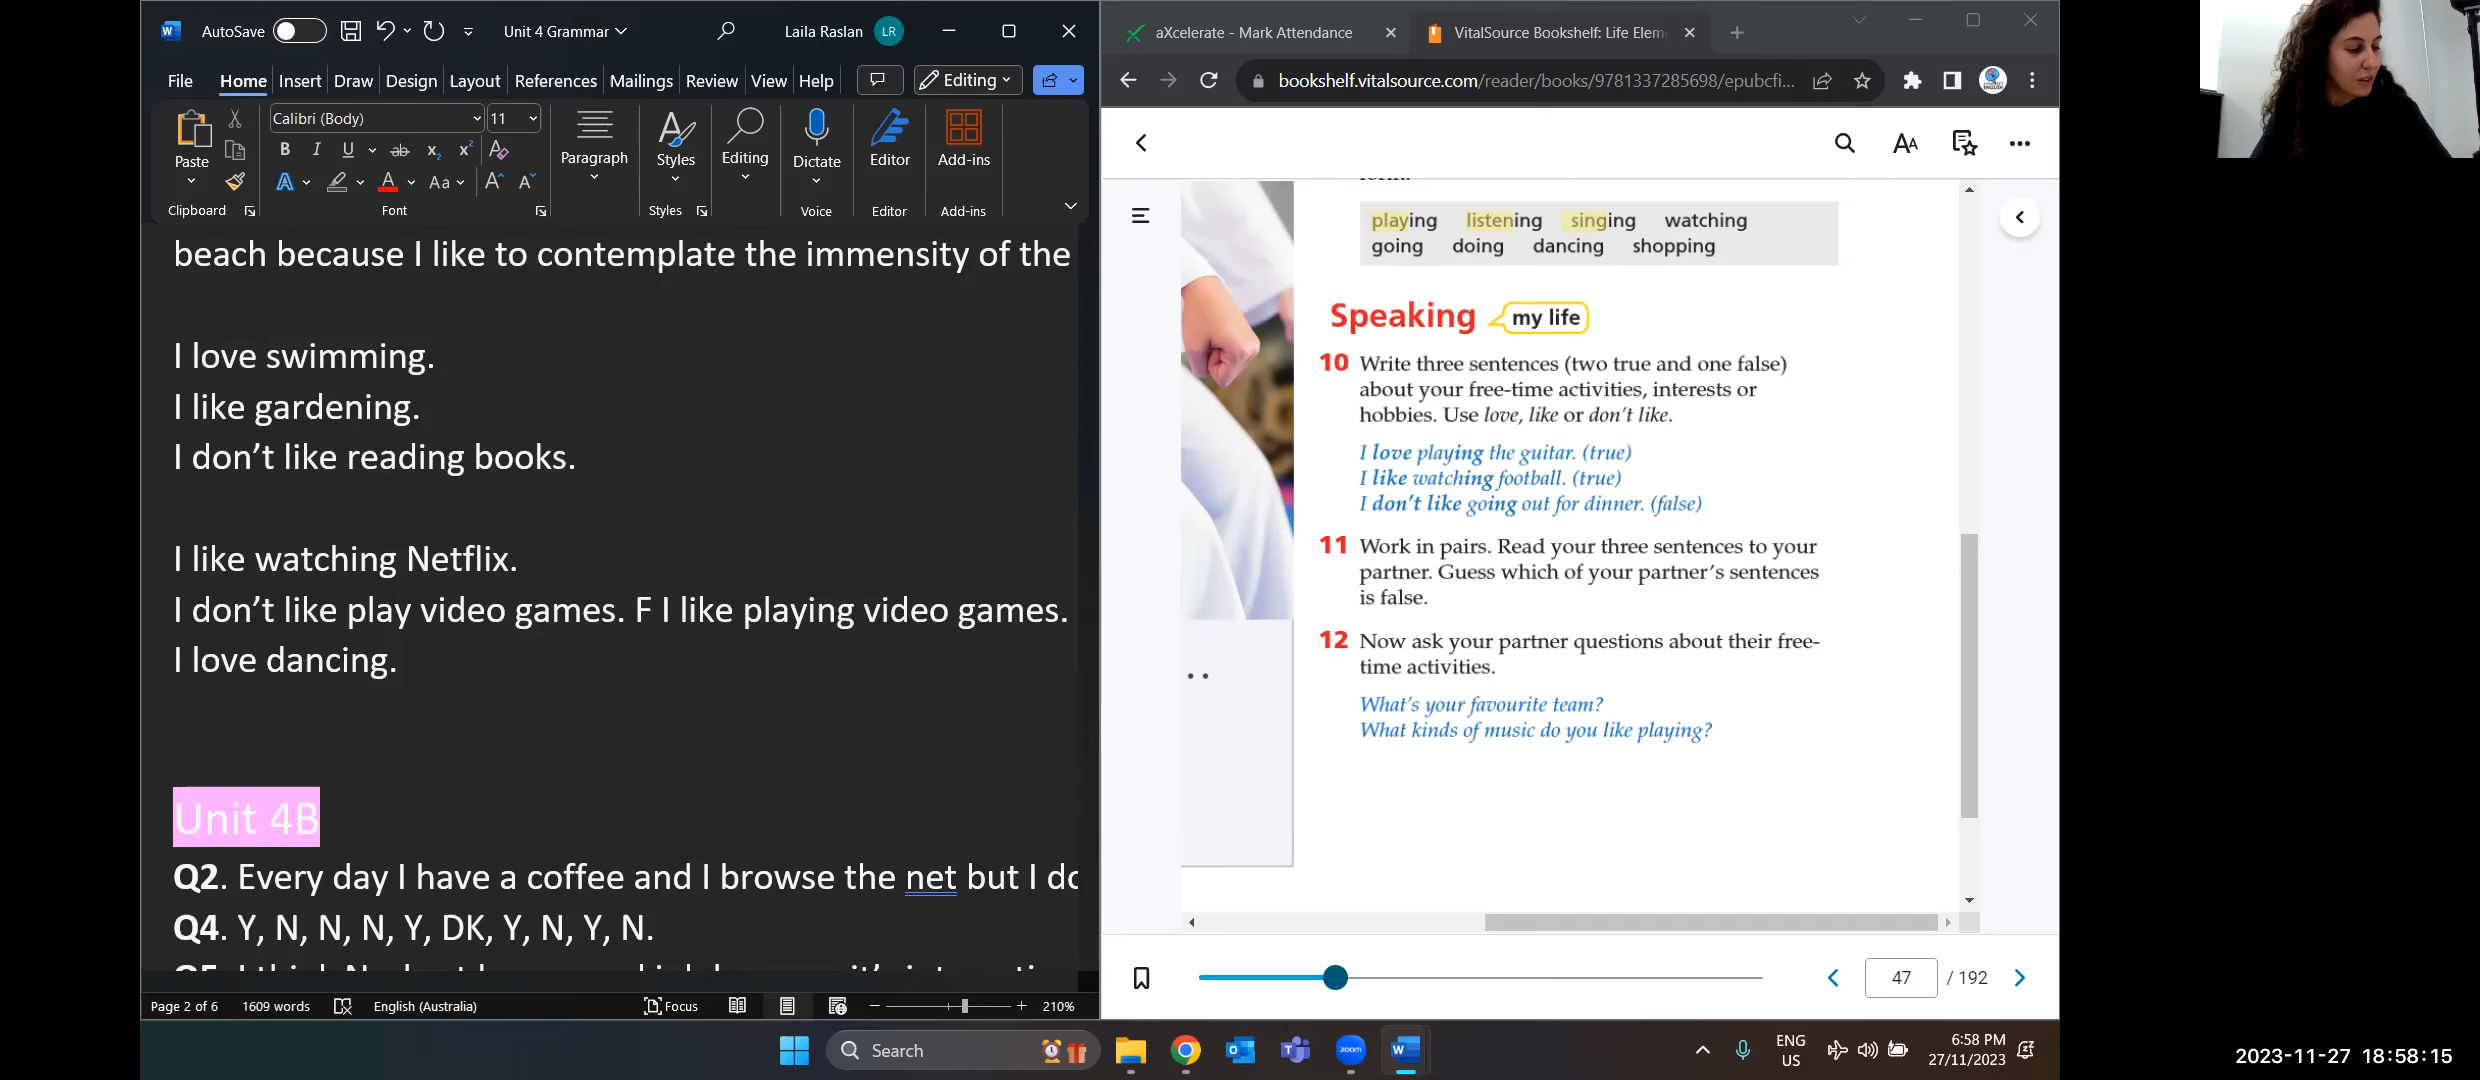 AutoSave
Unit 4 Grammar
Laila Raslan
LR
File Home Insert Draw Design Layout References Mailings Review View Help
Editing
Calibri (Body) 11
Paste
Clipboard
Font
Paragraph
Styles
Styles
Editing
Dictate
Voice
Editor
Editor
Add-ins
Add-ins
beach because I like to contemplate the immensity of the
I love swimming.
I like gardening.
I don’t like reading books.
I like watching Netflix.
I don’t like play video games. F I like playing video games.
I love dancing.
Unit 4B
Q2. Every day I have a coffee and I browse the net but I do
Q4. Y, N, N, N, Y, DK, Y, N, Y, N.
Page 2 of 6 1609 words English (Australia) Focus 210%
aXcelerate - Mark Attendance
VitalSource Bookshelf: Life Elem
bookshelf.vitalsource.com/reader/books/9781337285698/epubcfi...
playing listening singing watching
going doing dancing shopping
Speaking my life
10 Write three sentences (two true and one false)
about your free-time activities, interests or
hobbies. Use love, like or don’t like.
I love playing the guitar. (true)
I like watching football. (true)
I don’t like going out for dinner. (false)
11 Work in pairs. Read your three sentences to your
partner. Guess which of your partner’s sentences
is false.
12 Now ask your partner questions about their free-
time activities.
What’s your favourite team?
What kinds of music do you like playing?
47 / 192
Search
zoom
ENG
US
6:58 PM
27/11/2023
2023-11-27 18:58:15